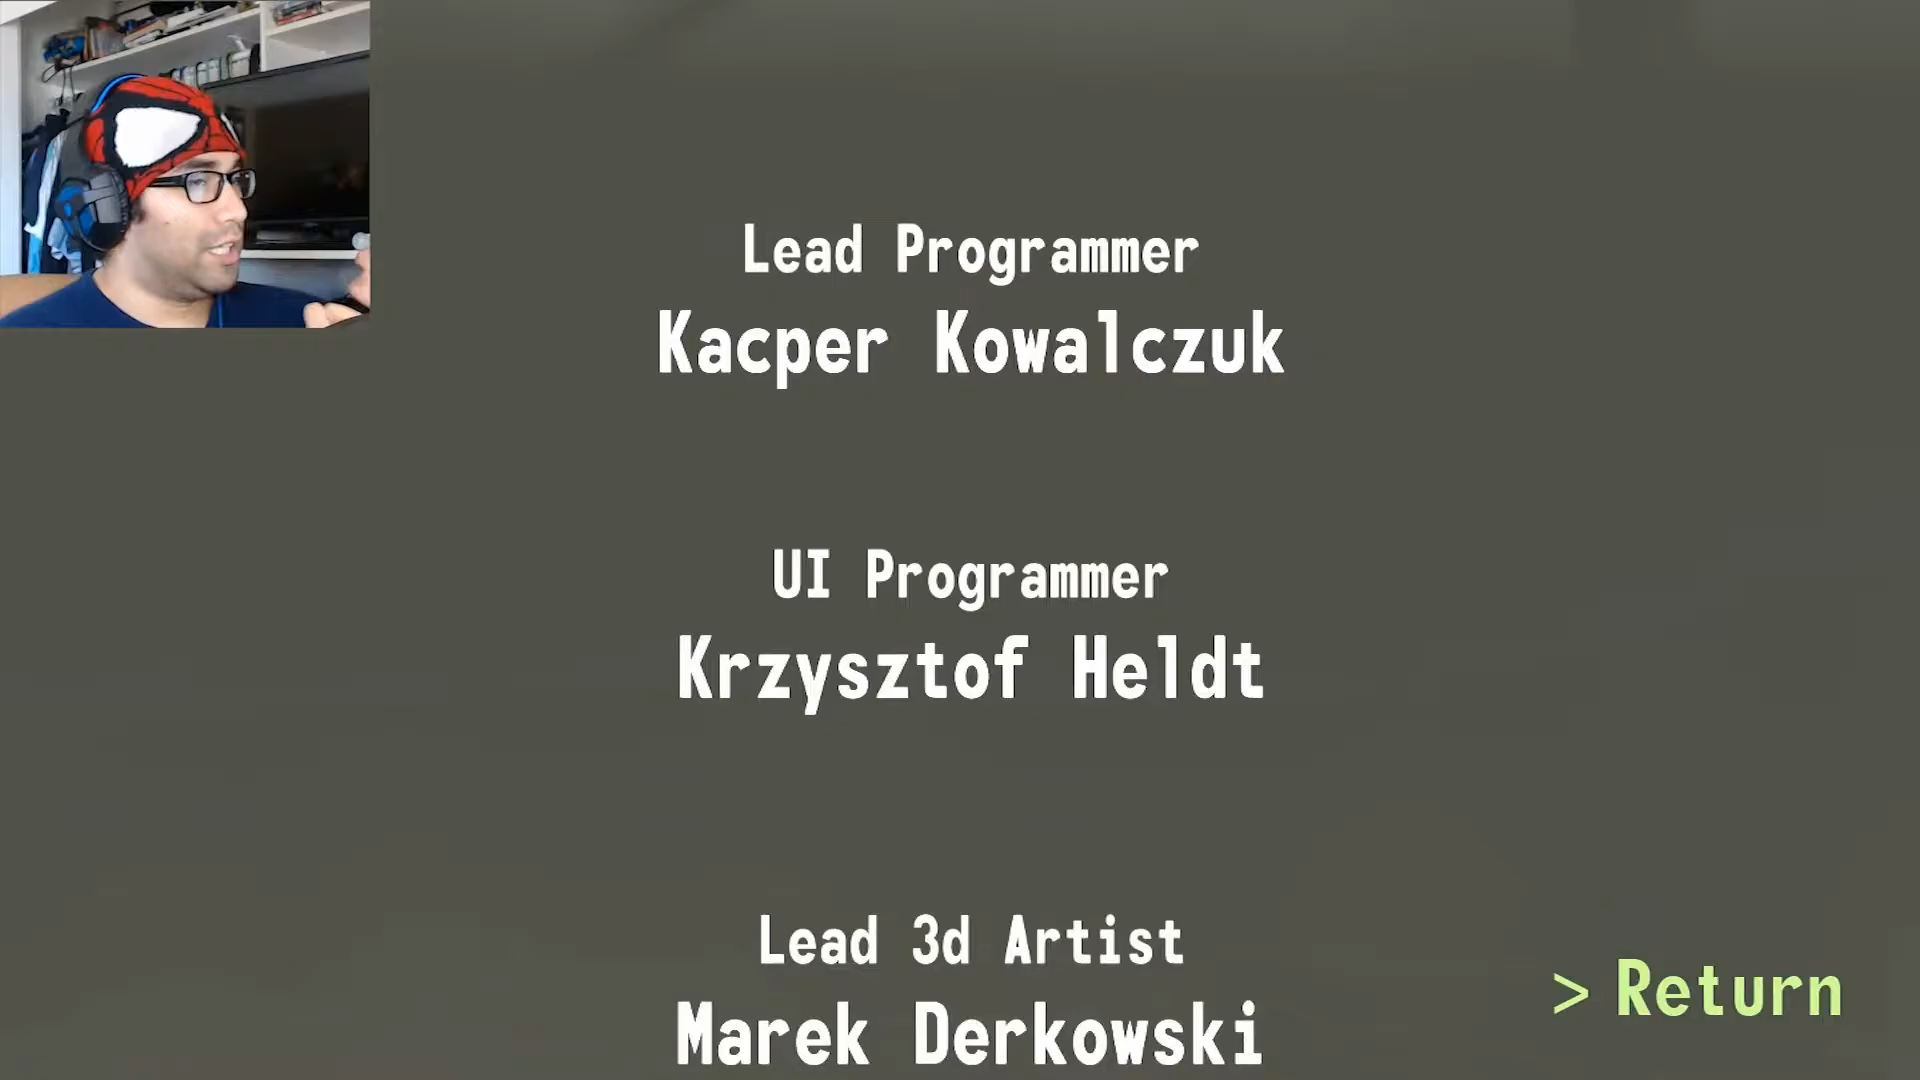 Lead Programmer
Kacper Kowalczuk
UI Programmer
Krzysztof Heldt
Lead 3d Artist
Marek Derkowski
> Return